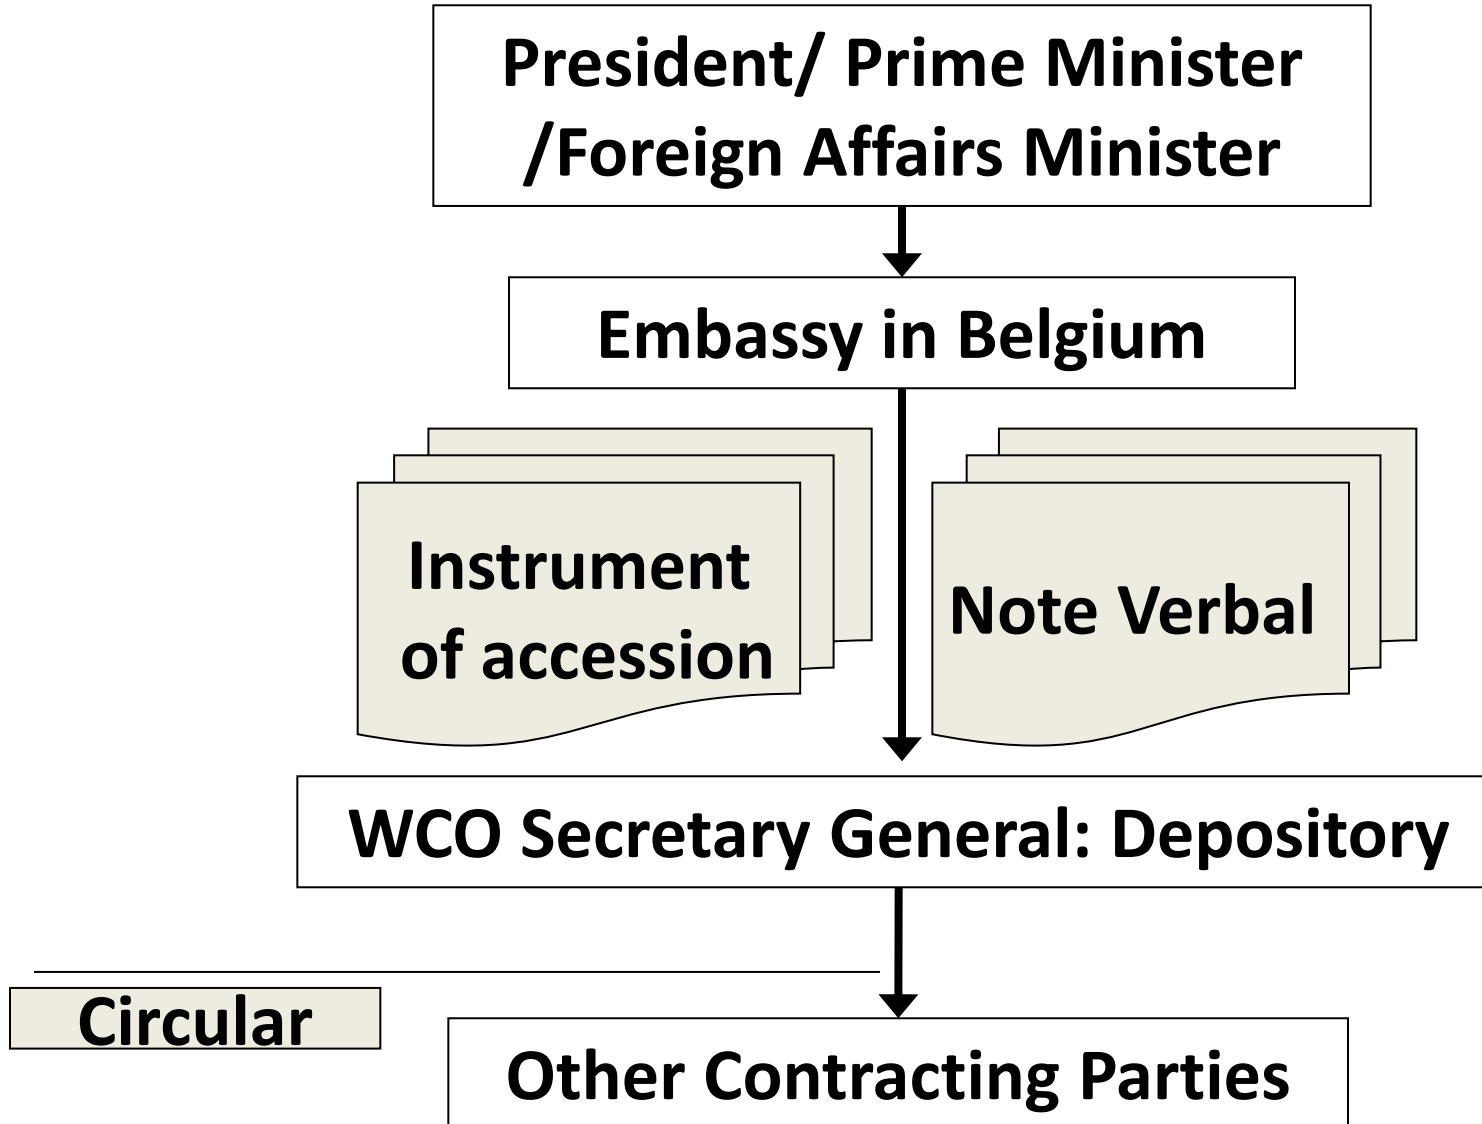 President/ Prime Minister
/Foreign Affairs Minister
Embassy in Belgium
Instrument
of accession
Note Verbal
WCO Secretary General: Depository
Circular
Other Contracting Parties